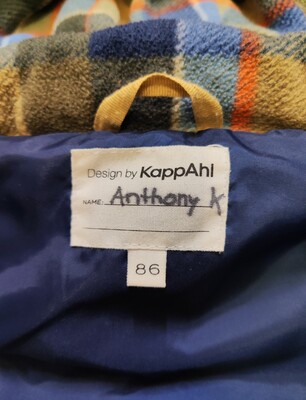 Design by KappAhl
NAME: Anthony K
86